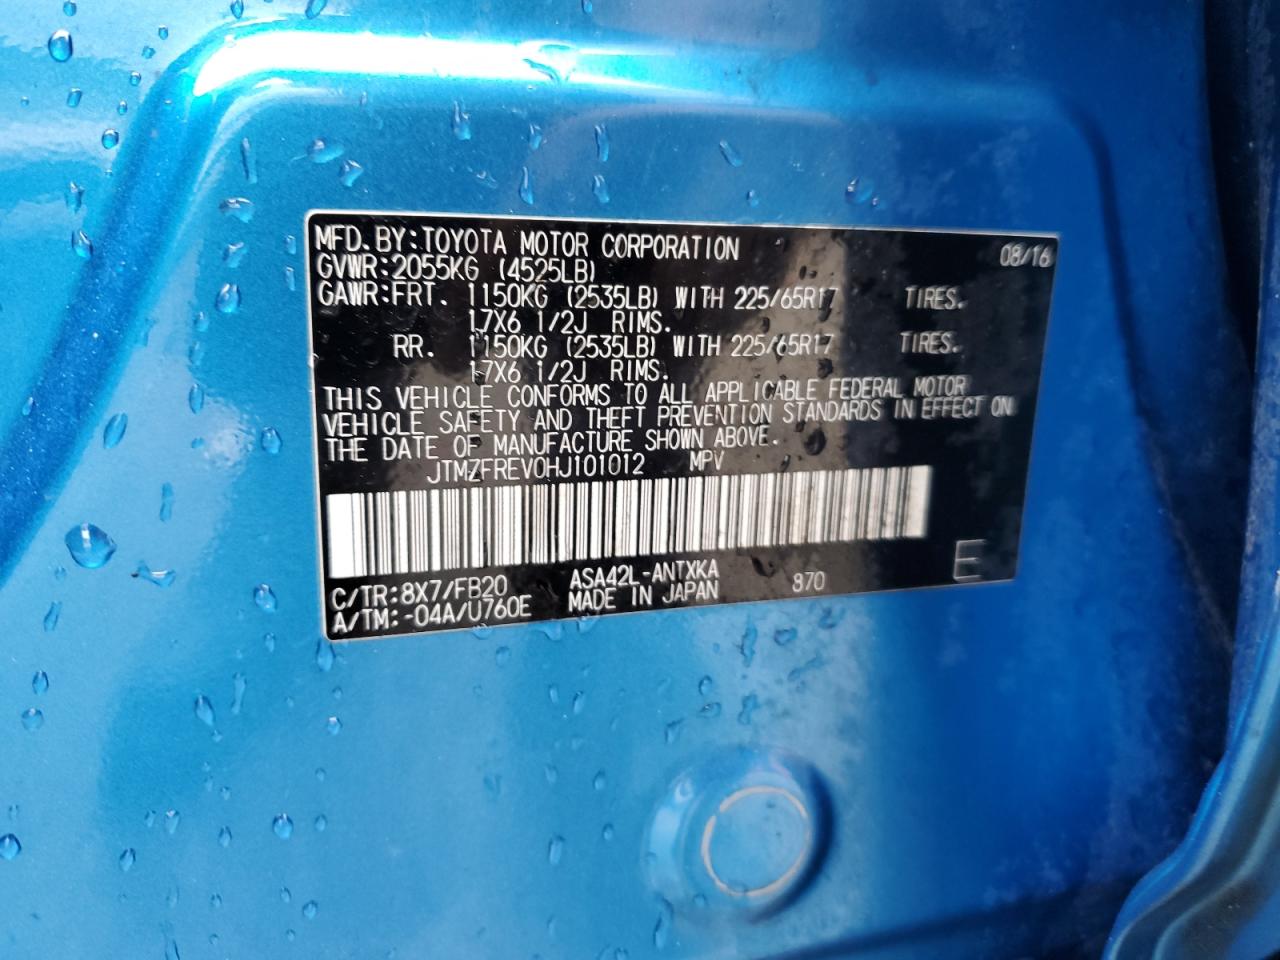 MFD. BY: TOYOTA MOTOR CORPORATION 08/16
GVWR: 2055KG (4525LB)
GAWR: FRT. 1150KG (2535LB) WITH 225/65R17 TIRES.
17X6 1/2J RIMS.
RR. 1150KG (2535LB) WITH 225/65R17 TIRES.
17X6 1/2J RIMS.
THIS VEHICLE CONFORMS TO ALL APPLICABLE FEDERAL MOTOR
VEHICLE SAFETY AND THEFT PREVENTION STANDARDS IN EFFECT ON
THE DATE OF MANUFACTURE SHOWN ABOVE.
JTMZFREV0HJ101012 MPV
C/TR: 8X7/FB20 ASA42L-ANTXKA 870 E
A/TM: -04A/U760E MADE IN JAPAN